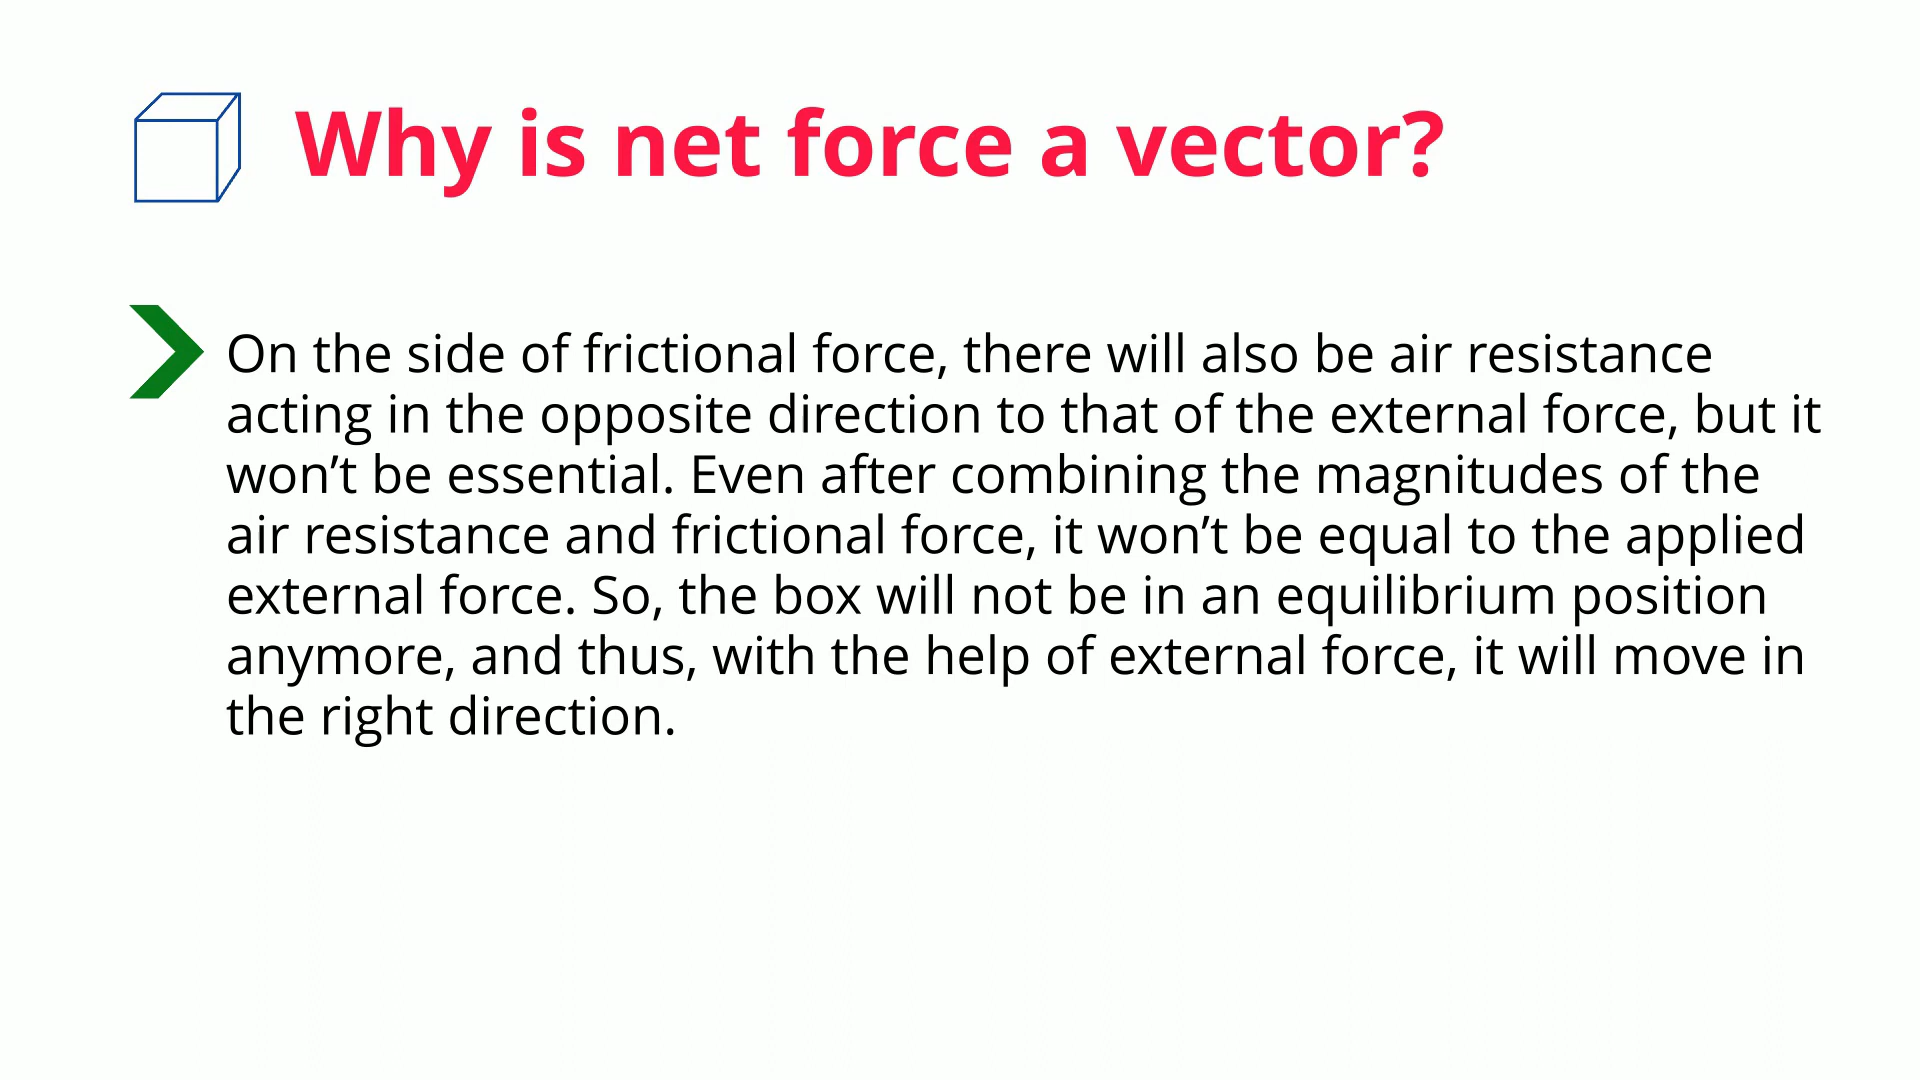 Why is net force a vector?
On the side of frictional force, there will also be air resistance
acting in the opposite direction to that of the external force, but it
won’t be essential. Even after combining the magnitudes of the
air resistance and frictional force, it won’t be equal to the applied
external force. So, the box will not be in an equilibrium position
anymore, and thus, with the help of external force, it will move in
the right direction.